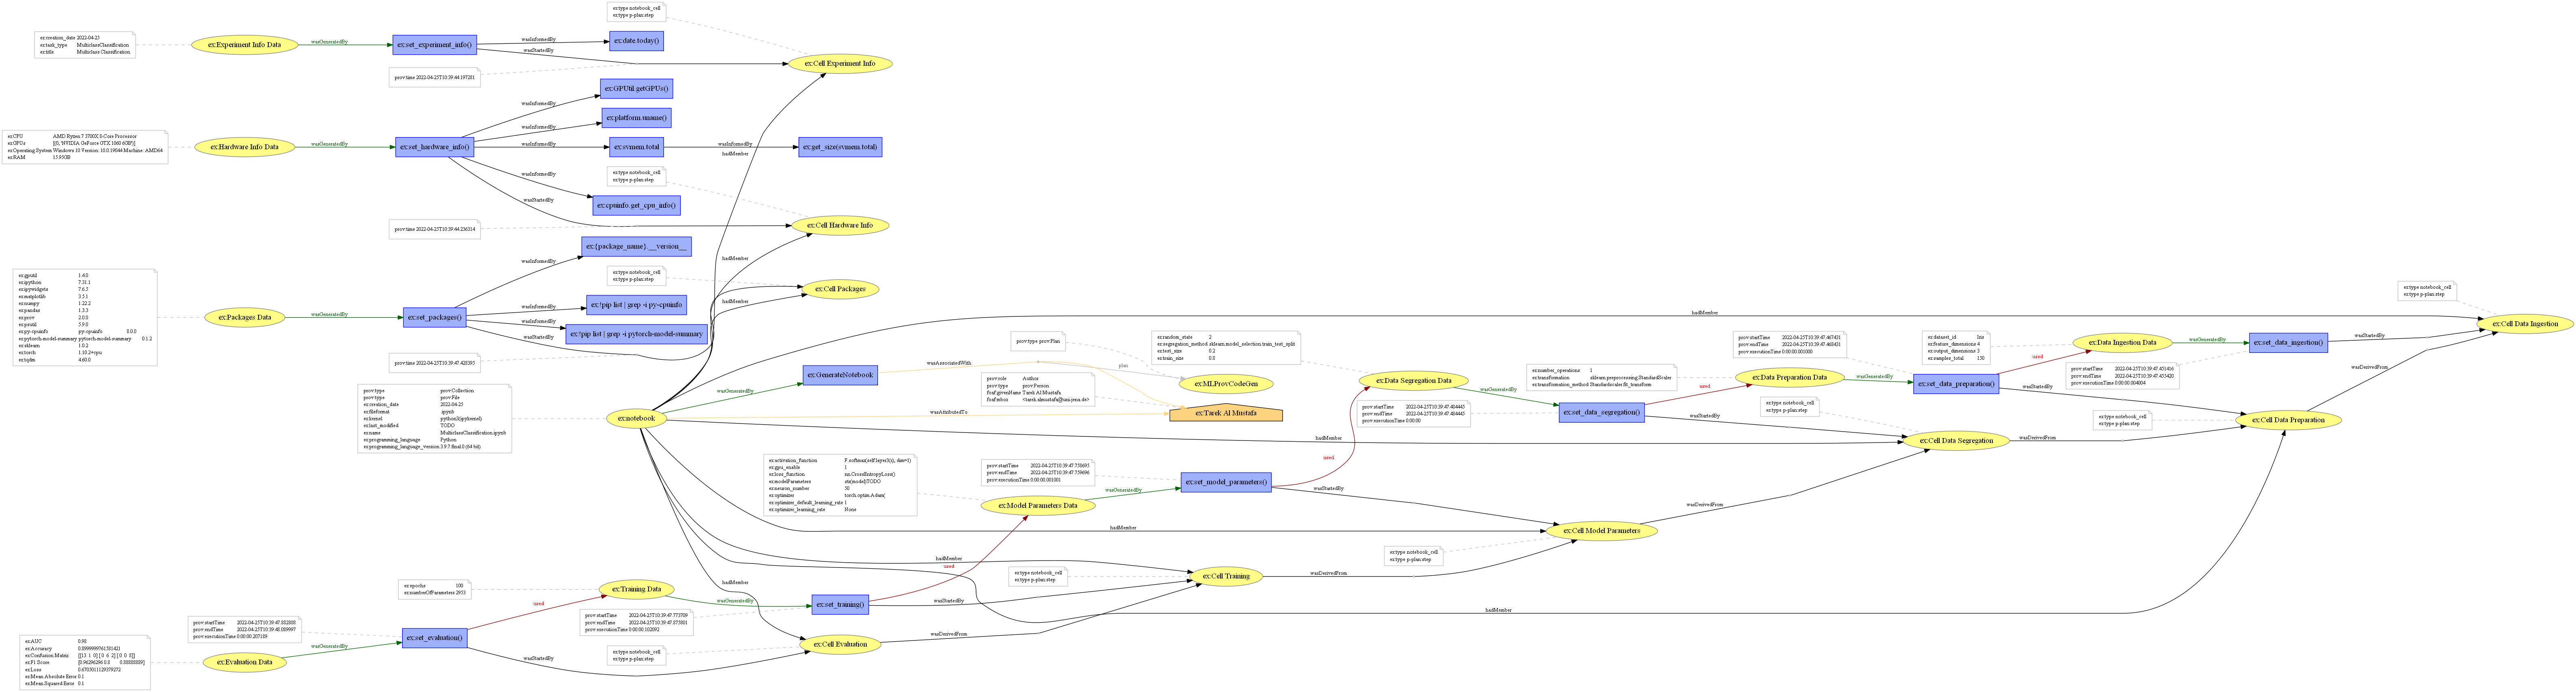 ex:type notebook_cell
ex:type p-plan:step
ex:creation_date 2022-04-25
ex:task_type MulticlassClassification
ex:title Multiclass Classification
ex:Experiment Info Data
wasGeneratedBy
ex:set_experiment_info()
wasInformedBy
ex:date.today()
wasStartedBy
ex:Cell Experiment Info
prov:time 2022-04-25T10:39:44.197201
ex:GPUtil.getGPUs()
wasInformedBy
ex:platform.uname()
wasInformedBy
ex:CPU AMD Ryzen 7 3700X 8-Core Processor
ex:GPUs
ex:Operating System Windows 10 Version: 10.0.19044 Machine: AMD64
ex:RAM 15.95GB
ex:Hardware Info Data
wasGeneratedBy
ex:set_hardware_info()
wasInformedBy
ex:svmem.total
wasInformedBy
ex:get_size(svmem.total)
hadMember
wasInformedBy
ex:type notebook_cell
ex:type p-plan:step
wasStartedBy
ex:cpuinfo.get_cpu_info()
ex:Cell Hardware Info
prov:time 2022-04-25T10:39:44.236314
ex:{package_name}.__version__
wasInformedBy
hadMember
ex:type notebook_cell
ex:type p-plan:step
ex:Cell Packages
hadMember
ex:gputil 1.4.0
ex:ipython 7.31.1
ex:ipywidgets 7.6.5
ex:matplotlib 3.5.1
ex:numpy 1.22.2
ex:pandas 1.3.3
ex:prov 2.0.0
ex:psutil 5.9.0
ex:py-cpuinfo py-cpuinfo 8.0.0
ex:pytorch-model-summary pytorch-model-summary 0.1.2
ex:sklearn 1.0.2
ex:torch 1.10.2+cpu
ex:tqdm 4.60.0
ex:Packages Data
wasGeneratedBy
ex:set_packages()
wasInformedBy
ex:!pip list | grep -i py-cpuinfo
wasInformedBy
ex:!pip list | grep -i pytorch-model-summary
wasStartedBy
prov:time 2022-04-25T10:39:47.428395
prov:type prov:Collection
prov:type prov:File
ex:creation_date 2022-04-25
ex:fileformat .ipynb
ex:kernel python3(ipykernel)
ex:last_modified TODO
ex:name MulticlassClassification.ipynb
ex:programming_language Python
ex:programming_language_version 3.9.7.final.0 (64 bit)
ex:notebook
wasGeneratedBy
ex:GenerateNotebook
wasAssociatedWith
plan
prov:type prov:Plan
ex:MLProvCodeGen
prov:role Author
prov:type prov:Person
foaf:givenName Tarek Al Mustafa
foaf:mbox <tarek.almustafa@uni-jena.de>
wasAttributedTo
ex:Tarek Al Mustafa
hadMember
ex:type notebook_cell
ex:type p-plan:step
ex:Cell Data Ingestion
ex:random_state 2
ex:segregation_method sklearn.model_selection.train_test_split
ex:test_size 0.2
ex:train_size 0.8
ex:Data Segregation Data
wasGeneratedBy
prov:startTime 2022-04-25T10:39:47.484445
prov:endTime 2022-04-25T10:39:47.484445
prov:executionTime 0:00:00
ex:set_data_segregation()
used
wasStartedBy
ex:number_operations 1
ex:transformation sklearn.preprocessing.StandardScaler
ex:transformation_method Standardscaler.fit_transform
ex:Data Preparation Data
wasGeneratedBy
prov:startTime 2022-04-25T10:39:47.467431
prov:endTime 2022-04-25T10:39:47.468431
prov:executionTime 0:00:00.001000
ex:set_data_preparation()
used
wasStartedBy
ex:dataset_id Iris
ex:feature_dimensions 4
ex:output_dimensions 3
ex:samples_total 150
ex:Data Ingestion Data
wasGeneratedBy
prov:startTime 2022-04-25T10:39:47.451416
prov:endTime 2022-04-25T10:39:47.455420
prov:executionTime 0:00:00.004004
ex:set_data_ingestion()
wasStartedBy
wasDerivedFrom
ex:type notebook_cell
ex:type p-plan:step
ex:Cell Data Preparation
ex:type notebook_cell
ex:type p-plan:step
hadMember
ex:Cell Data Segregation
wasDerivedFrom
used
ex:activation_function F.softmax(self.layer3(x), dim=1)
ex:gpu_enable 1
ex:loss_function nn.CrossEntropyLoss()
ex:modelParameters str(model)TODO
ex:neuron_number 50
ex:optimizer torch.optim.Adam(
ex:optimizer_default_learning_rate 1
ex:optimizer_learning_rate None
ex:Model Parameters Data
wasGeneratedBy
prov:startTime 2022-04-25T10:39:47.758695
prov:endTime 2022-04-25T10:39:47.759696
prov:executionTime 0:00:00.001001
ex:set_model_parameters()
wasStartedBy
hadMember
ex:Cell Model Parameters
wasDerivedFrom
ex:type notebook_cell
ex:type p-plan:step
hadMember
ex:type notebook_cell
ex:type p-plan:step
ex:Cell Training
wasDerivedFrom
used
ex:epochs 100
ex:numberOfParameters 2953
ex:Training Data
wasGeneratedBy
prov:startTime 2022-04-25T10:39:47.773709
prov:endTime 2022-04-25T10:39:47.875801
prov:executionTime 0:00:00.102092
ex:set_training()
wasStartedBy
hadMember
hadMember
used
prov:startTime 2022-04-25T10:39:47.882808
prov:endTime 2022-04-25T10:39:48.089997
prov:executionTime 0:00:00.207189
ex:set_evaluation()
ex:AUC 0.98
ex:Accuracy 0.8999999761581421
ex:Confusion Matrix [[13 1 0] [ 0 6 2] [ 0 0 8]]
ex:F1 Score [0.96296296 0.8 0.88888889]
ex:Loss
ex:Mean Absolute Error 0.1
ex:Mean Squared Error 0.1
ex:Evaluation Data
wasGeneratedBy
wasStartedBy
ex:type notebook_cell
ex:type p-plan:step
ex:Cell Evaluation
wasDerivedFrom